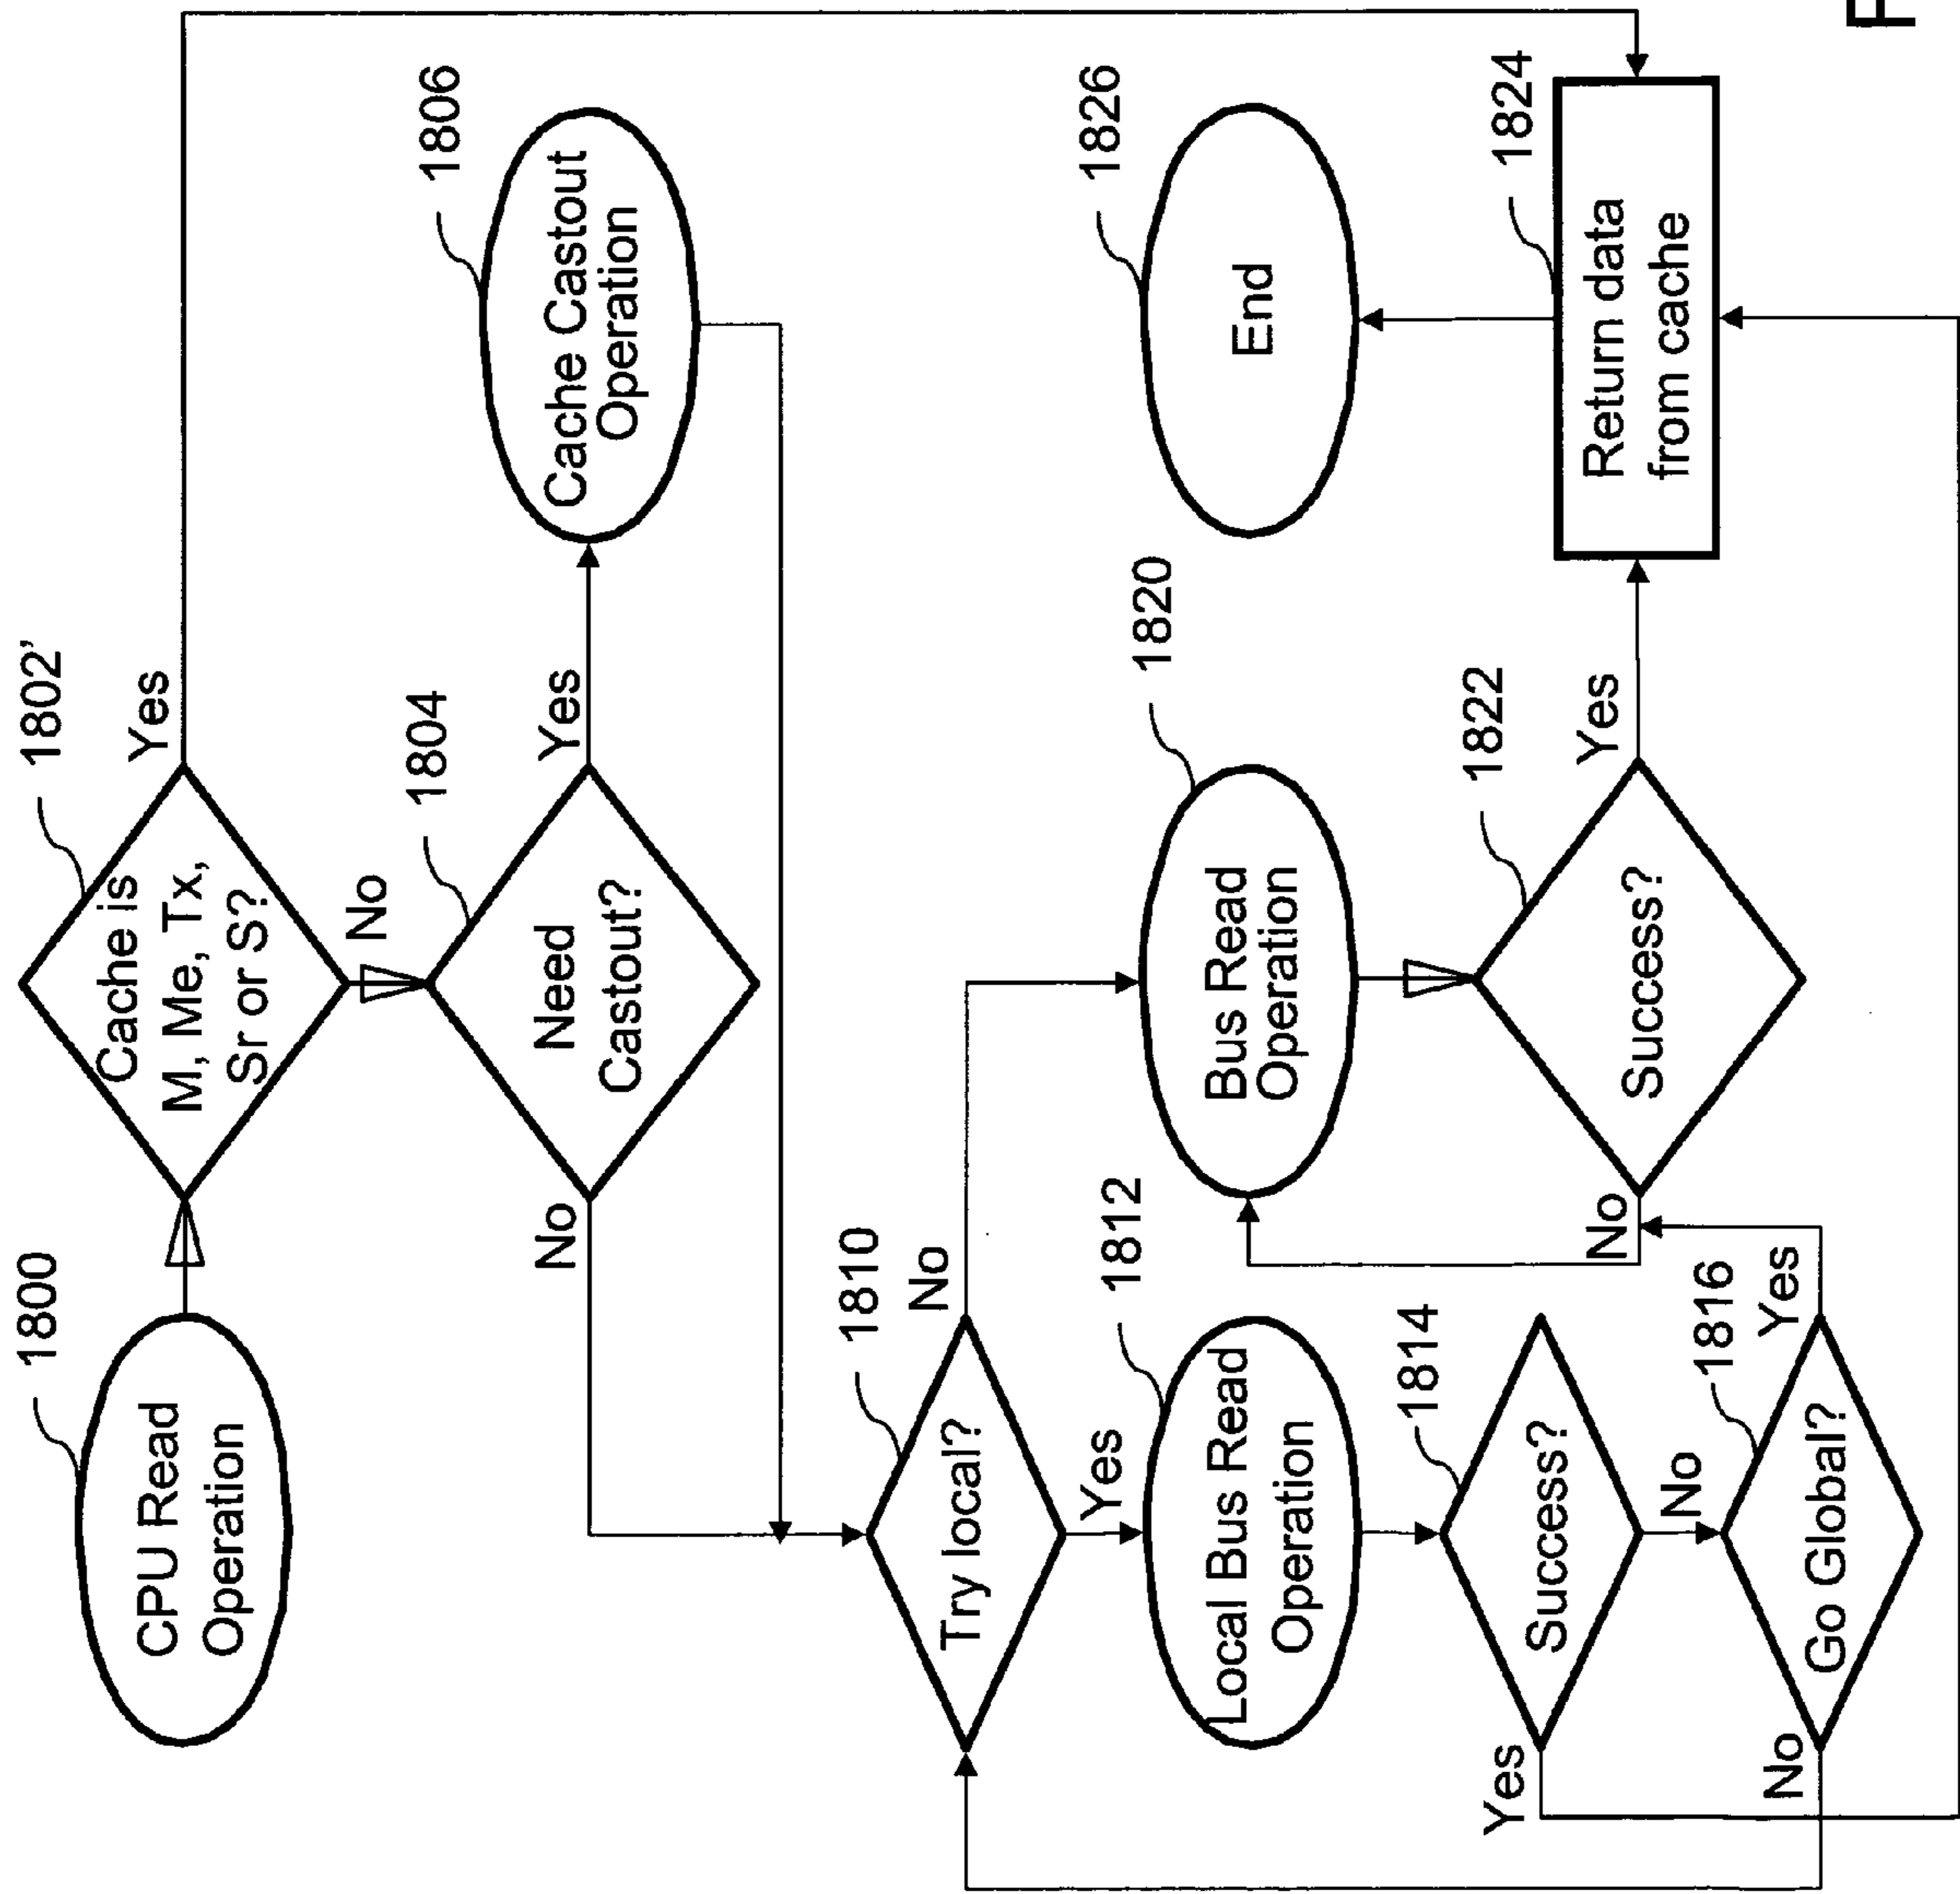 1800
CPU Read
Operation
1802’
Cache is
M, Me, Tx,
Sr or S?
Yes
No
1804
Need
Castout?
No
Yes
1806
Cache Castout
Operation
1810
Try local?
No
Yes
1812
Local Bus Read
Operation
1814
Success?
Yes
No
1816
Go Global?
No
Yes
1820
Bus Read
Operation
1822
Success?
No
Yes
1824
Return data
from cache
1826
End